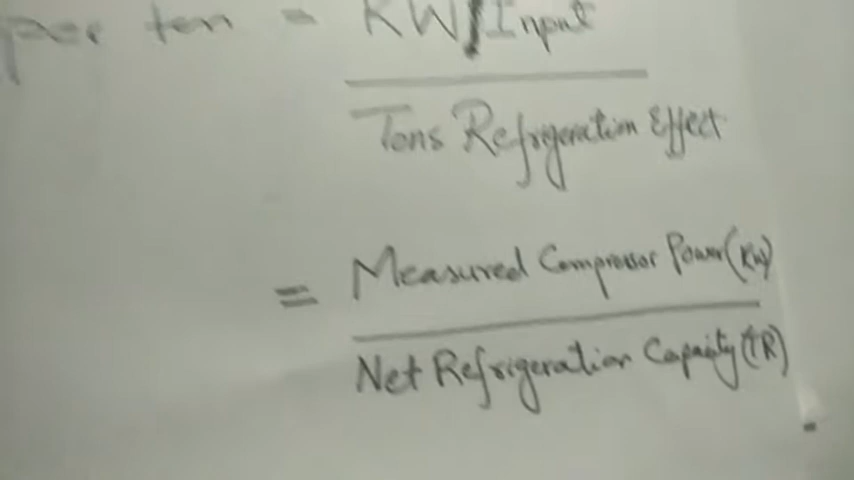 per ton = KW/Input
Tons Refrigeration Effect
= Measured Compressor Power (KW)
Net Refrigeration Capacity (TR)